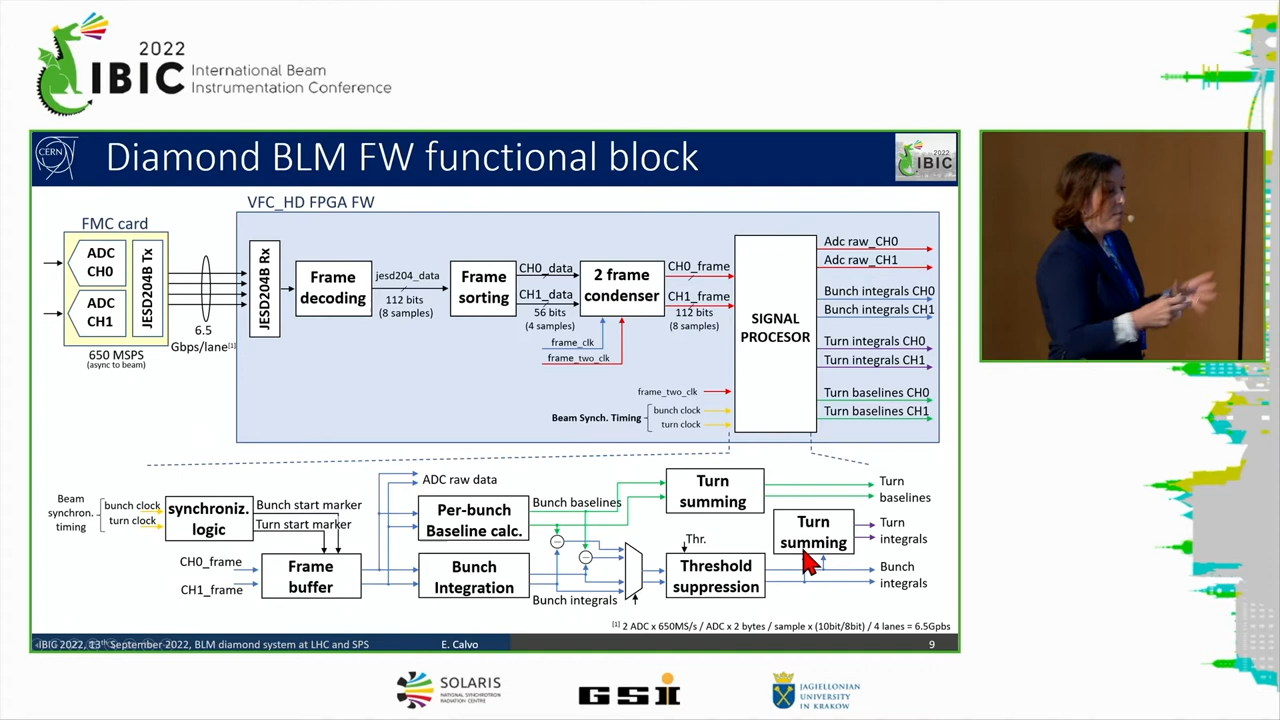 2022
IBIC
International Beam
Instrumentation Conference
CERN
Diamond BLM FW functional block
2022
IBIC
VFC_HD FPGA FW
FMC card
ADC
CH0
ADC
CH1
JESD204B Tx
650 MSPS
(async to beam)
6.5
Gbps/lane[1]
JESD204B Rx
Frame
decoding
jesd204_data
112 bits
(8 samples)
Frame
sorting
CH0_data
CH1_data
56 bits
(4 samples)
2 frame
condenser
frame_clk
frame_two_clk
CH0_frame
CH1_frame
112 bits
(8 samples)
frame_two_clk
Beam Synch. Timing
bunch clock
turn clock
SIGNAL
PROCESOR
Adc raw_CH0
Adc raw_CH1
Bunch integrals CH0
Bunch integrals CH1
Turn integrals CH0
Turn integrals CH1
Turn baselines CH0
Turn baselines CH1
Beam
synchron.
timing
bunch clock
turn clock
synchroniz.
logic
Bunch start marker
Turn start marker
CH0_frame
CH1_frame
Frame
buffer
ADC raw data
Per-bunch
Baseline calc.
Bunch
Integration
Bunch baselines
Bunch integrals
Turn
summing
Thr.
Threshold
suppression
Turn
summing
Turn
baselines
Turn
integrals
Bunch
integrals
[1] 2 ADC x 650MS/s / ADC x 2 bytes / sample x (10bit/8bit) / 4 lanes = 6.5Gpbs
IBIC 2022, 13th September 2022, BLM diamond system at LHC and SPS
E. Calvo
9
SOLARIS
NATIONAL SYNCHROTRON
RADIATION CENTRE
GSI
JAGIELLONIAN
UNIVERSITY
IN KRAKOW